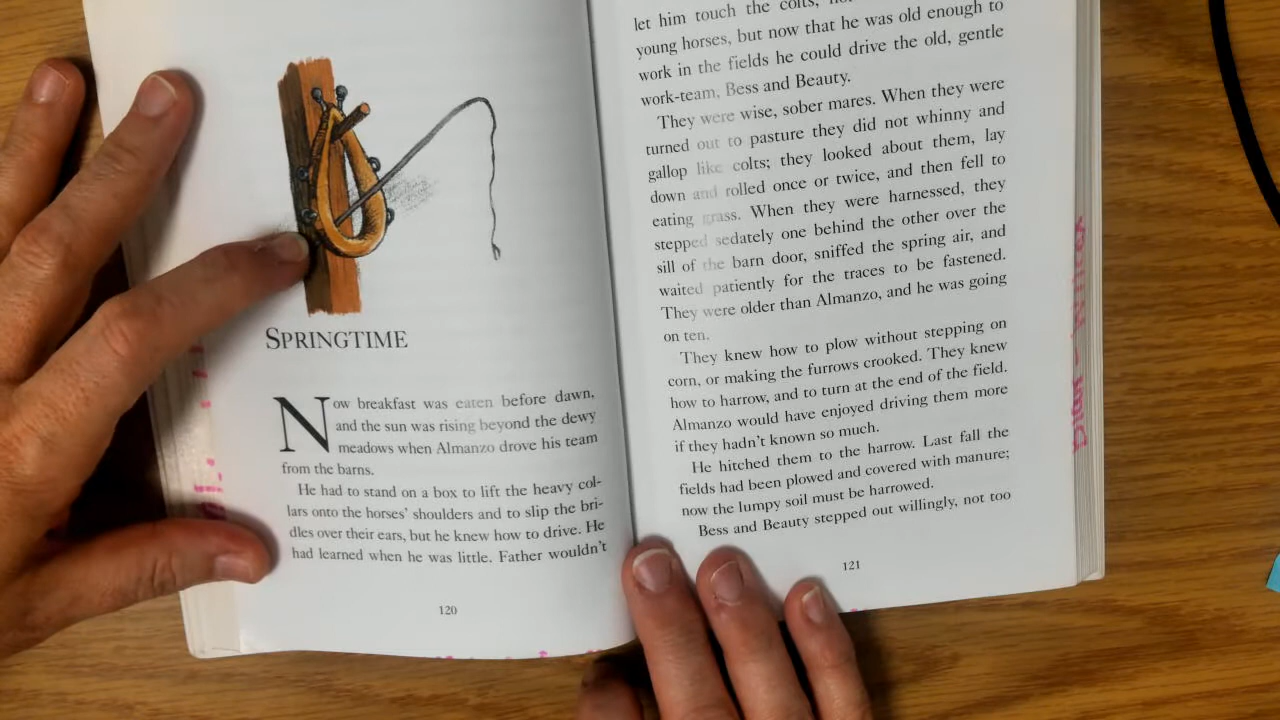 SPRINGTIME
Now breakfast was eaten before dawn,
and the sun was rising beyond the dewy
meadows when Almanzo drove his team
from the barns.
He had to stand on a box to lift the heavy col-
lars onto the horses' shoulders and to slip the bri-
dles over their ears, but he knew how to drive. He
had learned when he was little. Father wouldn't
120
let him touch the colts,
young horses, but now that he was old enough to
work in the fields he could drive the old, gentle
work-team, Bess and Beauty.
They were wise, sober mares. When they were
turned out to pasture they did not whinny and
gallop like colts; they looked about them, lay
down and rolled once or twice, and then fell to
eating grass. When they were harnessed, they
stepped sedately one behind the other over the
sill of the barn door, sniffed the spring air, and
waited patiently for the traces to be fastened.
They were older than Almanzo, and he was going
on ten.
They knew how to plow without stepping on
corn, or making the furrows crooked. They knew
how to harrow, and to turn at the end of the field.
Almanzo would have enjoyed driving them more
if they hadn't known so much.
He hitched them to the harrow. Last fall the
fields had been plowed and covered with manure;
now the lumpy soil must be harrowed.
Bess and Beauty stepped out willingly, not too
121